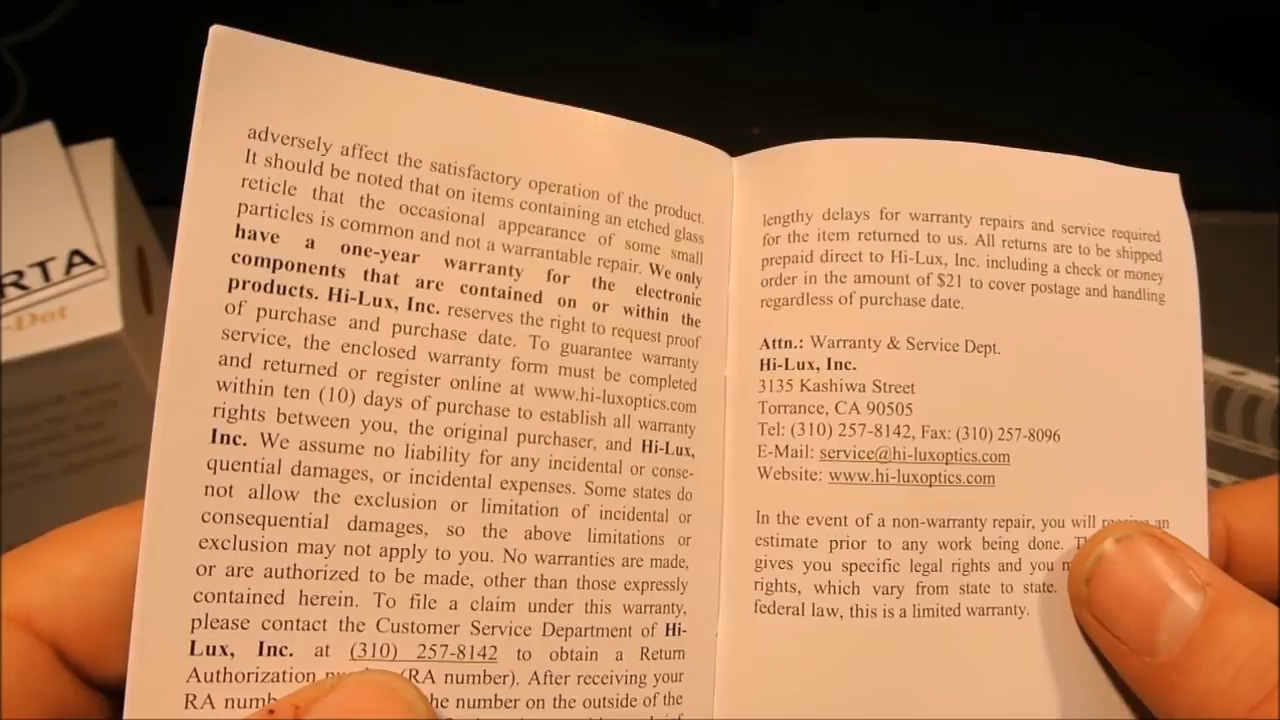 RTA
-Dot
adversely affect the satisfactory operation of the product.
It should be noted that on items containing an etched glass
reticle that the occasional appearance of some small
particles is common and not a warrantable repair. We only
have a one-year warranty for the electronic
components that are contained on or within the
products. Hi-Lux, Inc. reserves the right to request proof
of purchase and purchase date. To guarantee warranty
service, the enclosed warranty form must be completed
and returned or register online at www.hi-luxoptics.com
within ten (10) days of purchase to establish all warranty
rights between you, the original purchaser, and Hi-Lux,
Inc. We assume no liability for any incidental or conse-
quential damages, or incidental expenses. Some states do
not allow the exclusion or limitation of incidental or
consequential damages, so the above limitations or
exclusion may not apply to you. No warranties are made,
or are authorized to be made, other than those expressly
contained herein. To file a claim under this warranty,
please contact the Customer Service Department of Hi-
Lux, Inc. at (310) 257-8142 to obtain a Return
Authorization (RA number). After receiving your
RA the number on the outside of the
lengthy delays for warranty repairs and service required
for the item returned to us. All returns are to be shipped
prepaid direct to Hi-Lux, Inc. including a check or money
order in the amount of $21 to cover postage and handling
regardless of purchase date.
Attn.: Warranty & Service Dept.
Hi-Lux, Inc.
3135 Kashiwa Street
Torrance, CA 90505
Tel: (310) 257-8142, Fax: (310) 257-8096
E-Mail: service@hi-luxoptics.com
Website: www.hi-luxoptics.com
In the event of a non-warranty repair, you will an
estimate prior to any work being done.
gives you specific legal rights and you
rights, which vary from state to state.
federal law, this is a limited warranty.